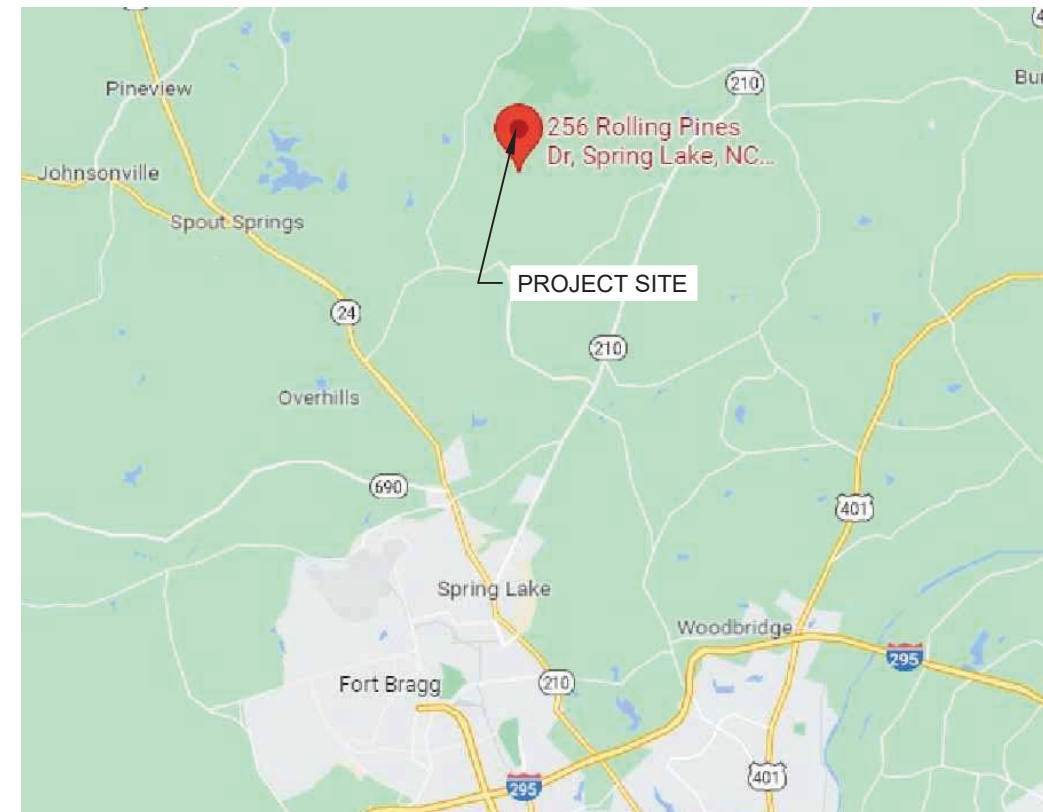 210
Pineview
256 Rolling Pines
Dr, Spring Lake, NC...
Johnsonville
Spout Springs
PROJECT SITE
24
210
Overhills
690
401
Spring Lake
Woodbridge
295
Fort Bragg
210
295
401